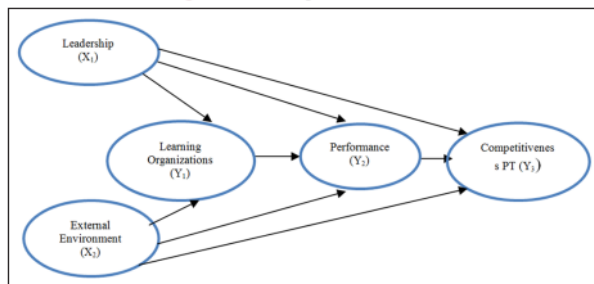 Leadership
(X1)
Learning
Organizations
(Y1)
Performance
(Y2)
Competitivenes
s PT (Y3)
External
Environment
(X2)